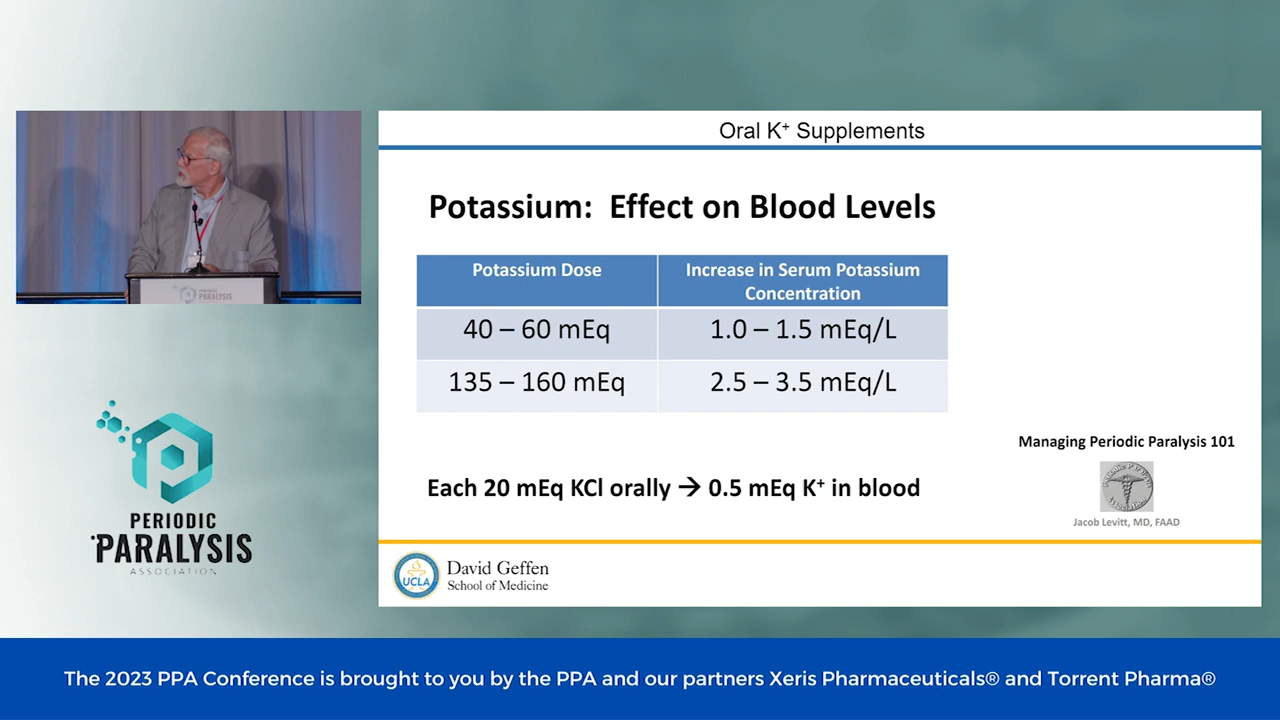 Oral K+ Supplements
Potassium: Effect on Blood Levels
Potassium Dose
Increase in Serum Potassium
Concentration
40 – 60 mEq
1.0 – 1.5 mEq/L
135 – 160 mEq
2.5 – 3.5 mEq/L
Each 20 mEq KCl orally → 0.5 mEq K+ in blood
Managing Periodic Paralysis 101
Jacob Levitt, MD, FAAD
UCLA
David Geffen
School of Medicine
PERIODIC
PARALYSIS
PERIODIC
PARALYSIS
ASSOCIATION
The 2023 PPA Conference is brought to you by the PPA and our partners Xeris Pharmaceuticals® and Torrent Pharma®